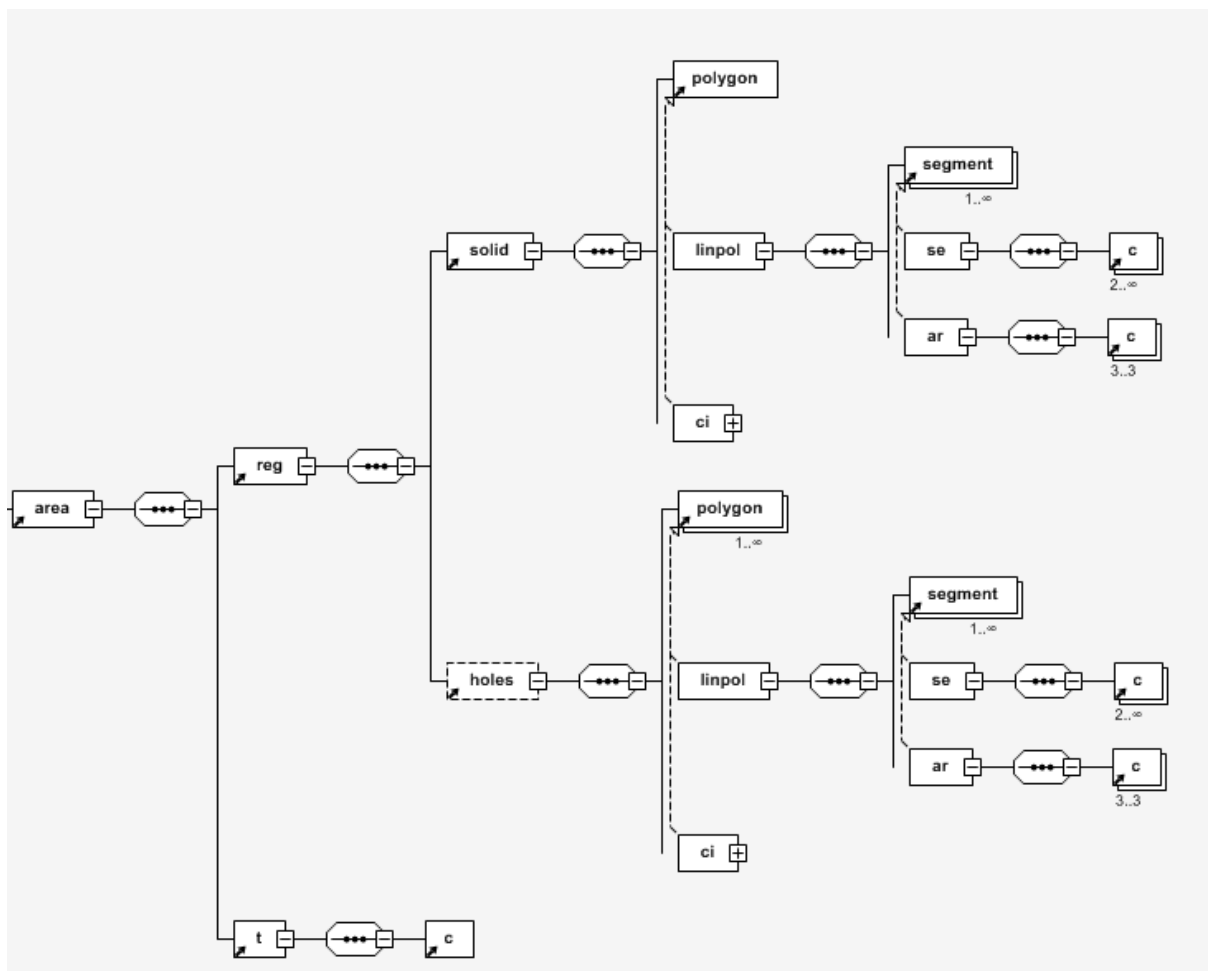 polygon
segment
1..∞
solid
linpol
se
c
2..∞
ar
c
3..3
ci
reg
area
polygon
1..∞
segment
1..∞
holes
linpol
se
c
2..∞
ar
c
3..3
ci
t
c